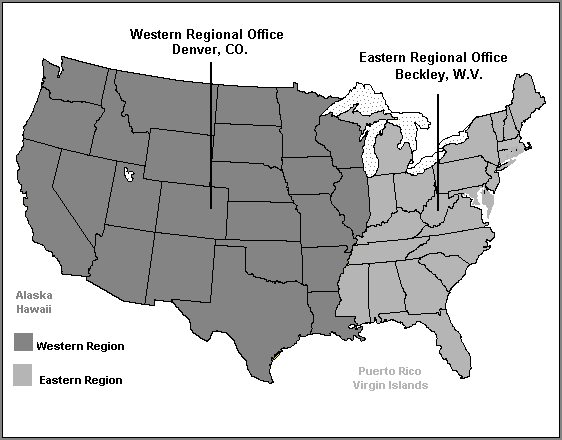 Western Regional Office
Denver, CO.
Eastern Regional Office
Beckley, W.V.
Alaska
Hawaii
Western Region
Eastern Region
Puerto Rico
Virgin Islands